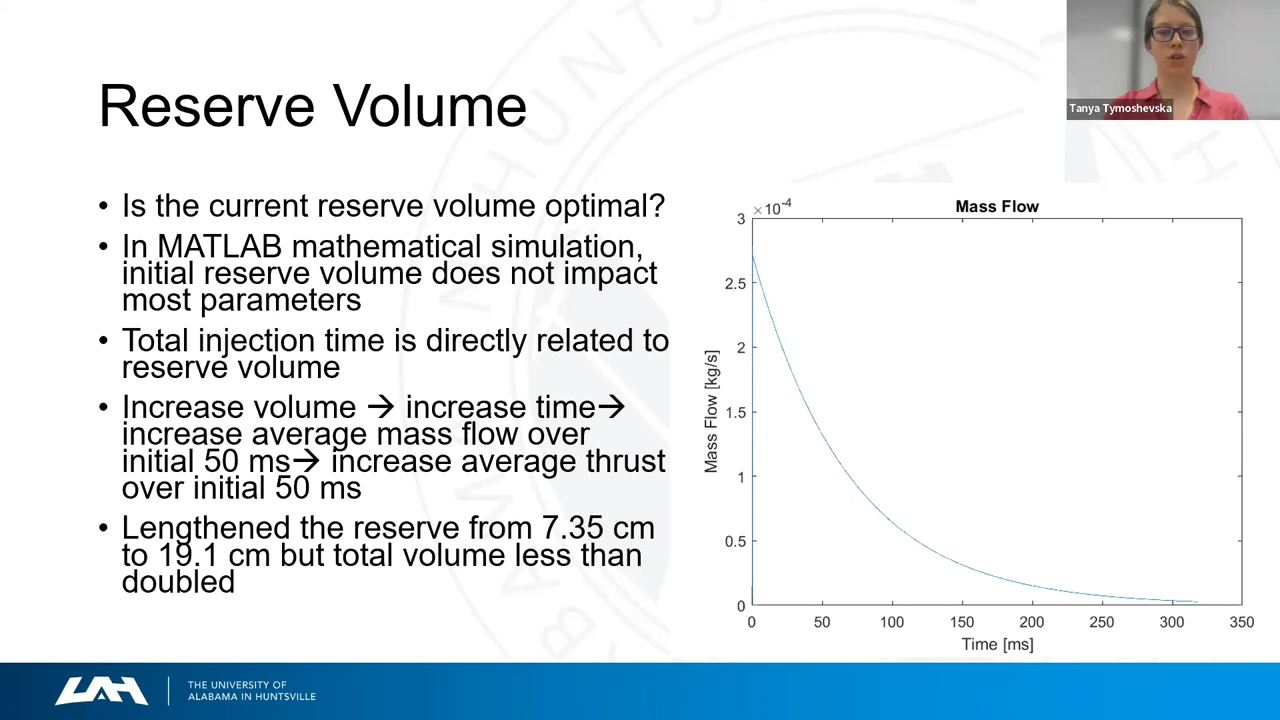 Reserve Volume
Tanya Tymoshevska
• Is the current reserve volume optimal?
• In MATLAB mathematical simulation,
initial reserve volume does not impact
most parameters
• Total injection time is directly related to
reserve volume
• Increase volume → increase time→
increase average mass flow over
initial 50 ms→ increase average thrust
over initial 50 ms
• Lengthened the reserve from 7.35 cm
to 19.1 cm but total volume less than
doubled
Mass Flow
×10⁻⁴
3
2.5
2
1.5
1
0.5
0
Mass Flow [kg/s]
0 50 100 150 200 250 300 350
Time [ms]
UAH
THE UNIVERSITY OF
ALABAMA IN HUNTSVILLE